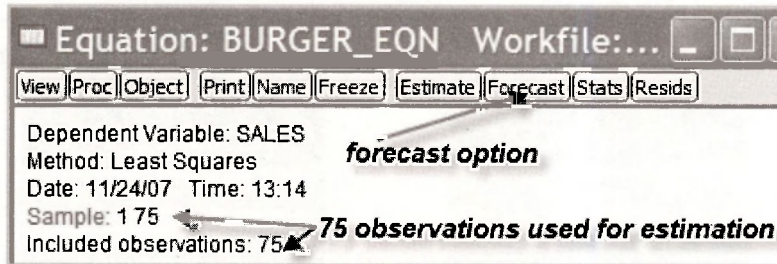 Equation: BURGER_EQN Workfile:...
View Proc Object Print Name Freeze Estimate Forecast Stats Resids
Dependent Variable: SALES
Method: Least Squares
forecast option
Date: 11/24/07 Time: 13:14
Sample: 1 75
75 observations used for estimation
Included observations: 75